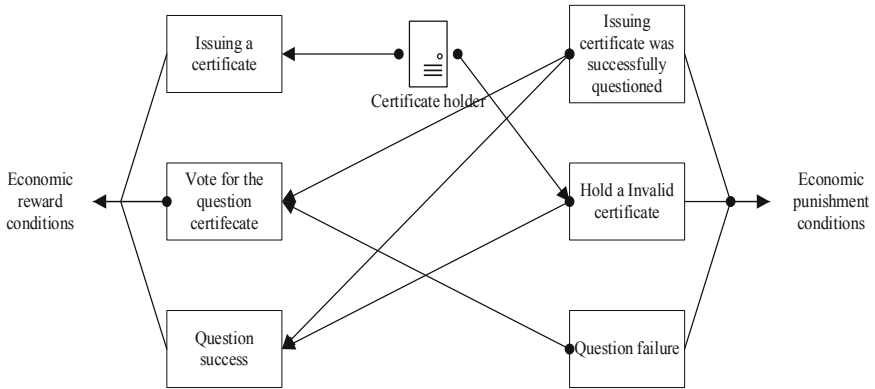 Issuing a
certificate
Certificate holder
Issuing
certificate was
successfully
questioned
Economic
reward
conditions
Vote for the
question
certifecate
Hold a Invalid
certificate
Economic
punishment
conditions
Question
success
Question failure